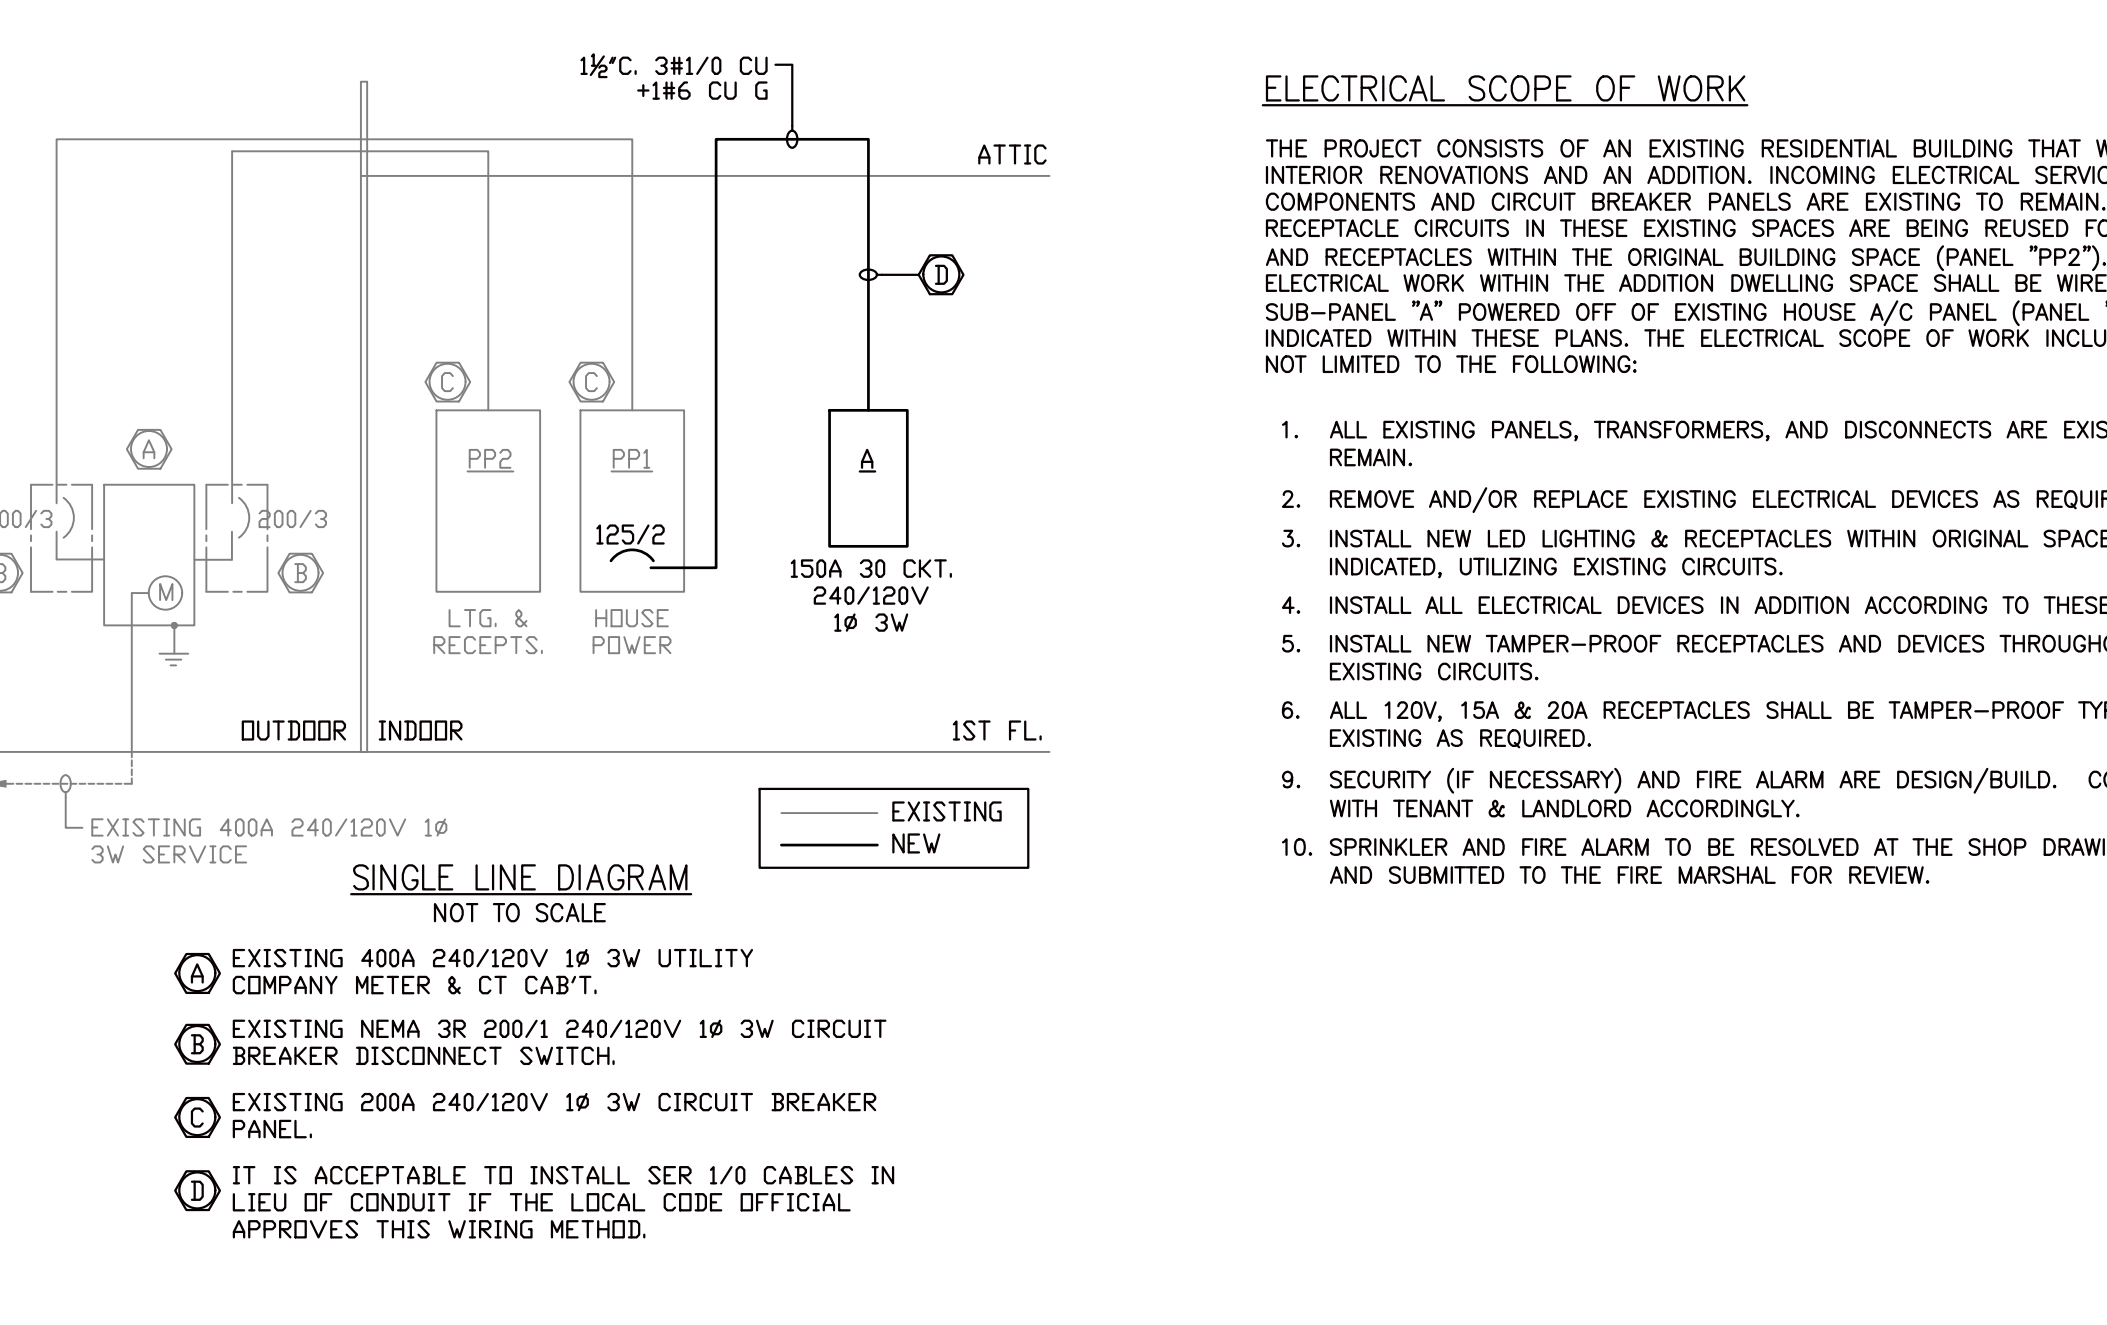 1½"C. 3#1/0 CU
+1#6 CU G
ATTIC
D
C
C
A
PP2
PP1
A
00/3
200/3
125/2
B
B
M
150A 30 CKT.
240/120V
1ø 3W
LTG. &
RECEPTS.
HOUSE
POWER
OUTDOOR
INDOOR
1ST FL.
EXISTING 400A 240/120V 1ø
3W SERVICE
EXISTING
NEW
SINGLE LINE DIAGRAM
NOT TO SCALE
A EXISTING 400A 240/120V 1ø 3W UTILITY
COMPANY METER & CT CAB'T.
B EXISTING NEMA 3R 200/1 240/120V 1ø 3W CIRCUIT
BREAKER DISCONNECT SWITCH.
C EXISTING 200A 240/120V 1ø 3W CIRCUIT BREAKER
PANEL.
D IT IS ACCEPTABLE TO INSTALL SER 1/0 CABLES IN
LIEU OF CONDUIT IF THE LOCAL CODE OFFICIAL
APPROVES THIS WIRING METHOD.
ELECTRICAL SCOPE OF WORK
THE PROJECT CONSISTS OF AN EXISTING RESIDENTIAL BUILDING THAT
INTERIOR RENOVATIONS AND AN ADDITION. INCOMING ELECTRICAL
COMPONENTS AND CIRCUIT BREAKER PANELS ARE EXISTING TO REMAIN.
RECEPTACLE CIRCUITS IN THESE EXISTING SPACES ARE BEING REUSED
AND RECEPTACLES WITHIN THE ORIGINAL BUILDING SPACE (PANEL "PP2").
ELECTRICAL WORK WITHIN THE ADDITION DWELLING SPACE SHALL BE
SUB-PANEL "A" POWERED OFF OF EXISTING HOUSE A/C PANEL (PANEL
INDICATED WITHIN THESE PLANS. THE ELECTRICAL SCOPE OF WORK
NOT LIMITED TO THE FOLLOWING:
1. ALL EXISTING PANELS, TRANSFORMERS, AND DISCONNECTS ARE
REMAIN.
2. REMOVE AND/OR REPLACE EXISTING ELECTRICAL DEVICES AS
3. INSTALL NEW LED LIGHTING & RECEPTACLES WITHIN ORIGINAL SPACE
INDICATED, UTILIZING EXISTING CIRCUITS.
4. INSTALL ALL ELECTRICAL DEVICES IN ADDITION ACCORDING TO THESE
5. INSTALL NEW TAMPER-PROOF RECEPTACLES AND DEVICES
EXISTING CIRCUITS.
6. ALL 120V, 15A & 20A RECEPTACLES SHALL BE TAMPER-PROOF
EXISTING AS REQUIRED.
9. SECURITY (IF NECESSARY) AND FIRE ALARM ARE DESIGN/BUILD.
WITH TENANT & LANDLORD ACCORDINGLY.
10. SPRINKLER AND FIRE ALARM TO BE RESOLVED AT THE SHOP
AND SUBMITTED TO THE FIRE MARSHAL FOR REVIEW.